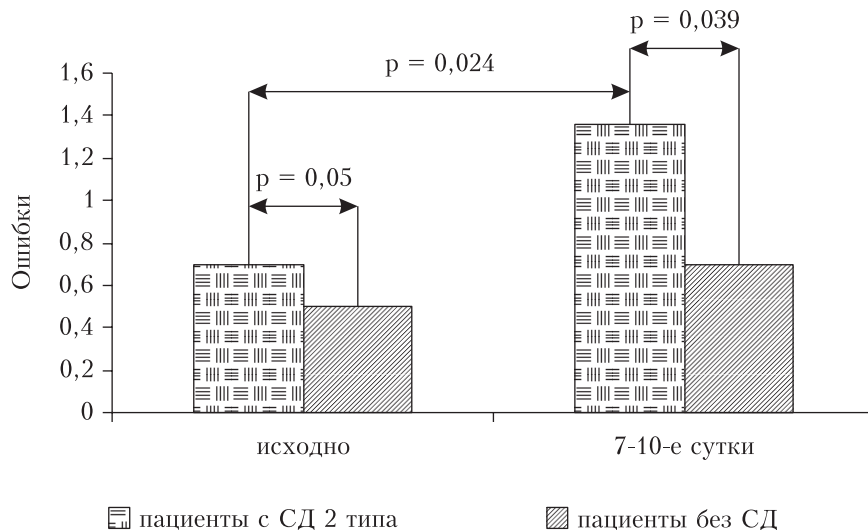 p = 0,039
p = 0,024
1,6
1,4
1,2
p = 0,05
1
0,8
0,6
0,4
0,2
0
Ошибки
исходно
7-10-е сутки
пациенты с СД 2 типа
пациенты без СД